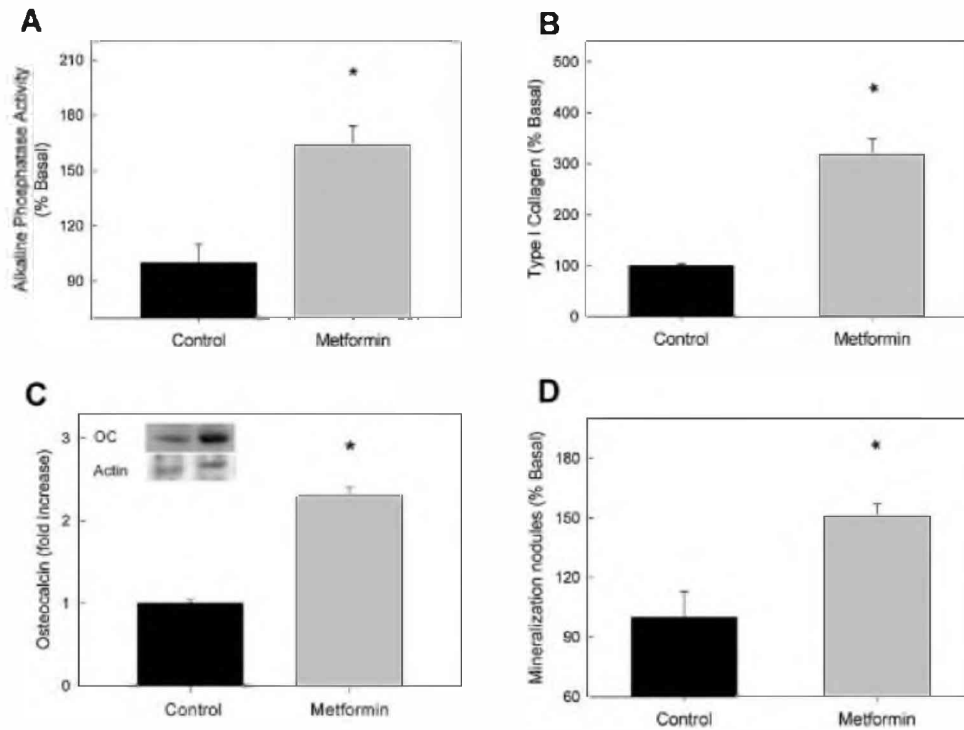 A
Alkaline Phosphatase Activity
(% Basal)
210
180
150
120
90
*
Control
Metformin
B
Type I Collagen (% Basal)
500
400
300
200
100
0
*
Control
Metformin
C
Osteocalcin (fold increase)
3
2
1
0
OC
Actin
*
Control
Metformin
D
Mineralization nodules (% Basal)
180
150
120
90
60
*
Control
Metformin